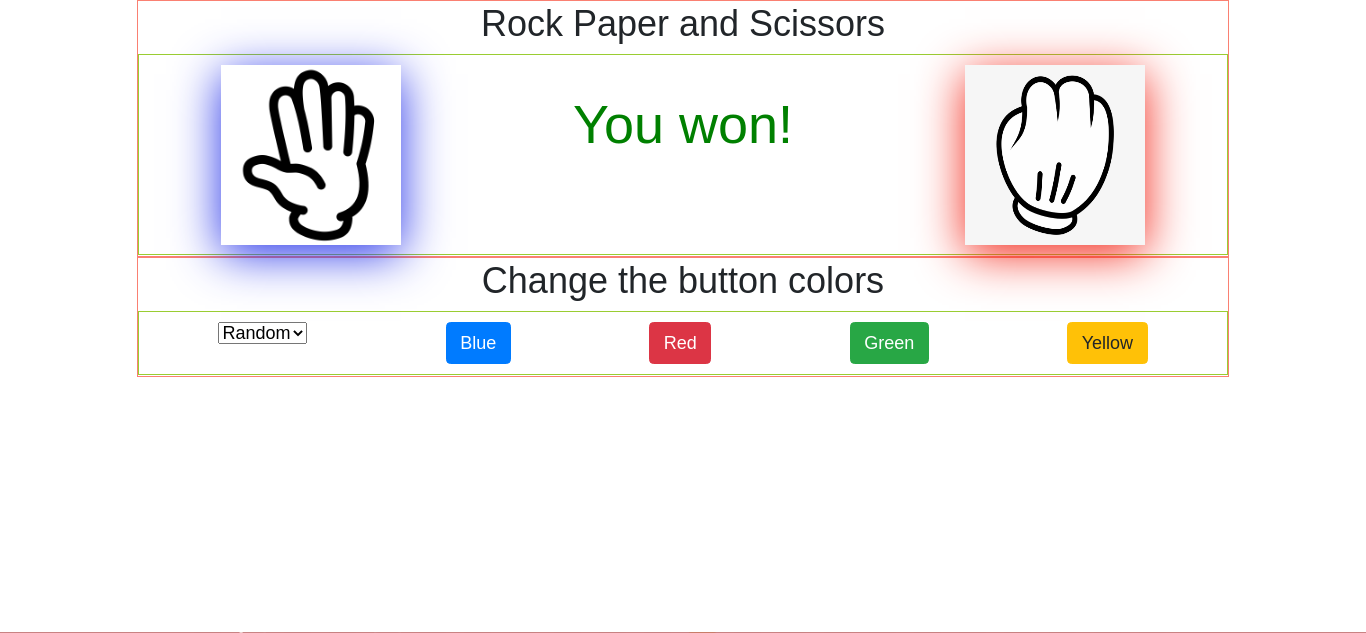 Rock Paper and Scissors
You won!
Change the button colors
Random Blue Red Green Yellow